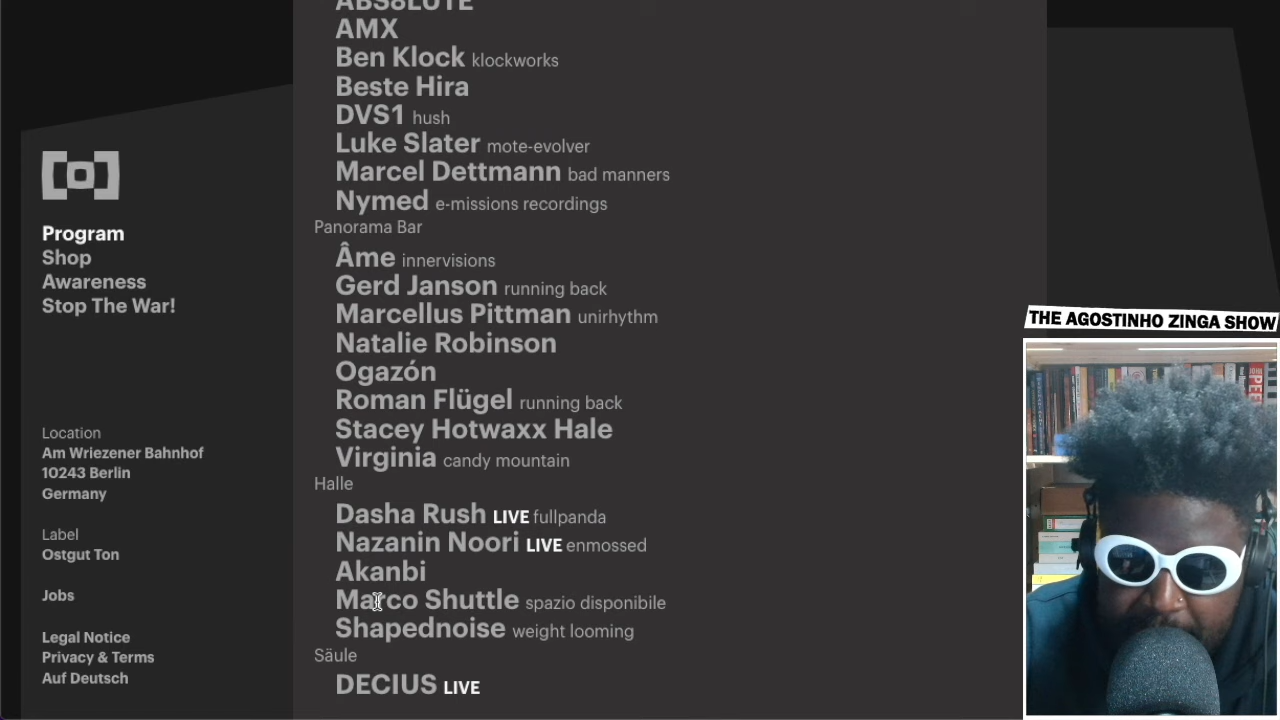 ABS8LUTE
AMX
Ben Klock klockworks
Beste Hira
DVS1 hush
Luke Slater mote-evolver
Marcel Dettmann bad manners
Nymed e-missions recordings
Panorama Bar
Âme innervisions
Gerd Janson running back
Marcellus Pittman unirhythm
Natalie Robinson
Ogazón
Roman Flügel running back
Stacey Hotwaxx Hale
Virginia candy mountain
Halle
Dasha Rush LIVE fullpanda
Nazanin Noori LIVE enmossed
Akanbi
Marco Shuttle spazio disponibile
Shapednoise weight looming
Säule
DECIUS LIVE
Program
Shop
Awareness
Stop The War!
Location
Am Wriezener Bahnhof
10243 Berlin
Germany
Label
Ostgut Ton
Jobs
Legal Notice
Privacy & Terms
Auf Deutsch
THE AGOSTINHO ZINGA SHOW